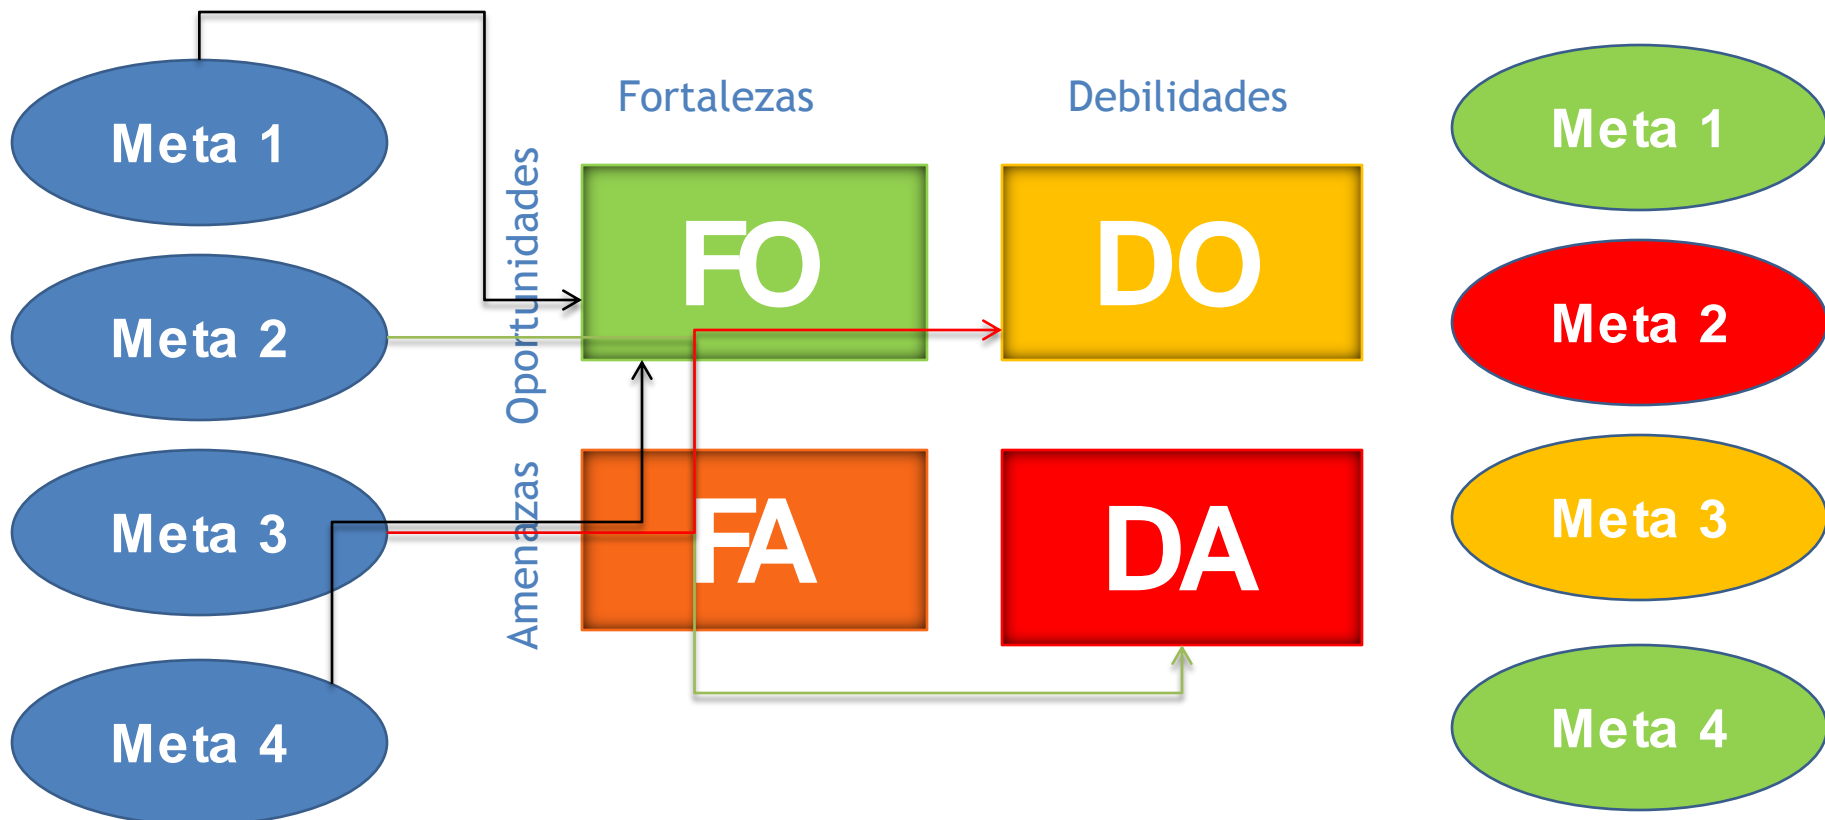 Meta 1
Meta 2
Meta 3
Meta 4
Fortalezas
Debilidades
Oportunidades
Amenazas
FO
DO
FA
DA
Meta 1
Meta 2
Meta 3
Meta 4